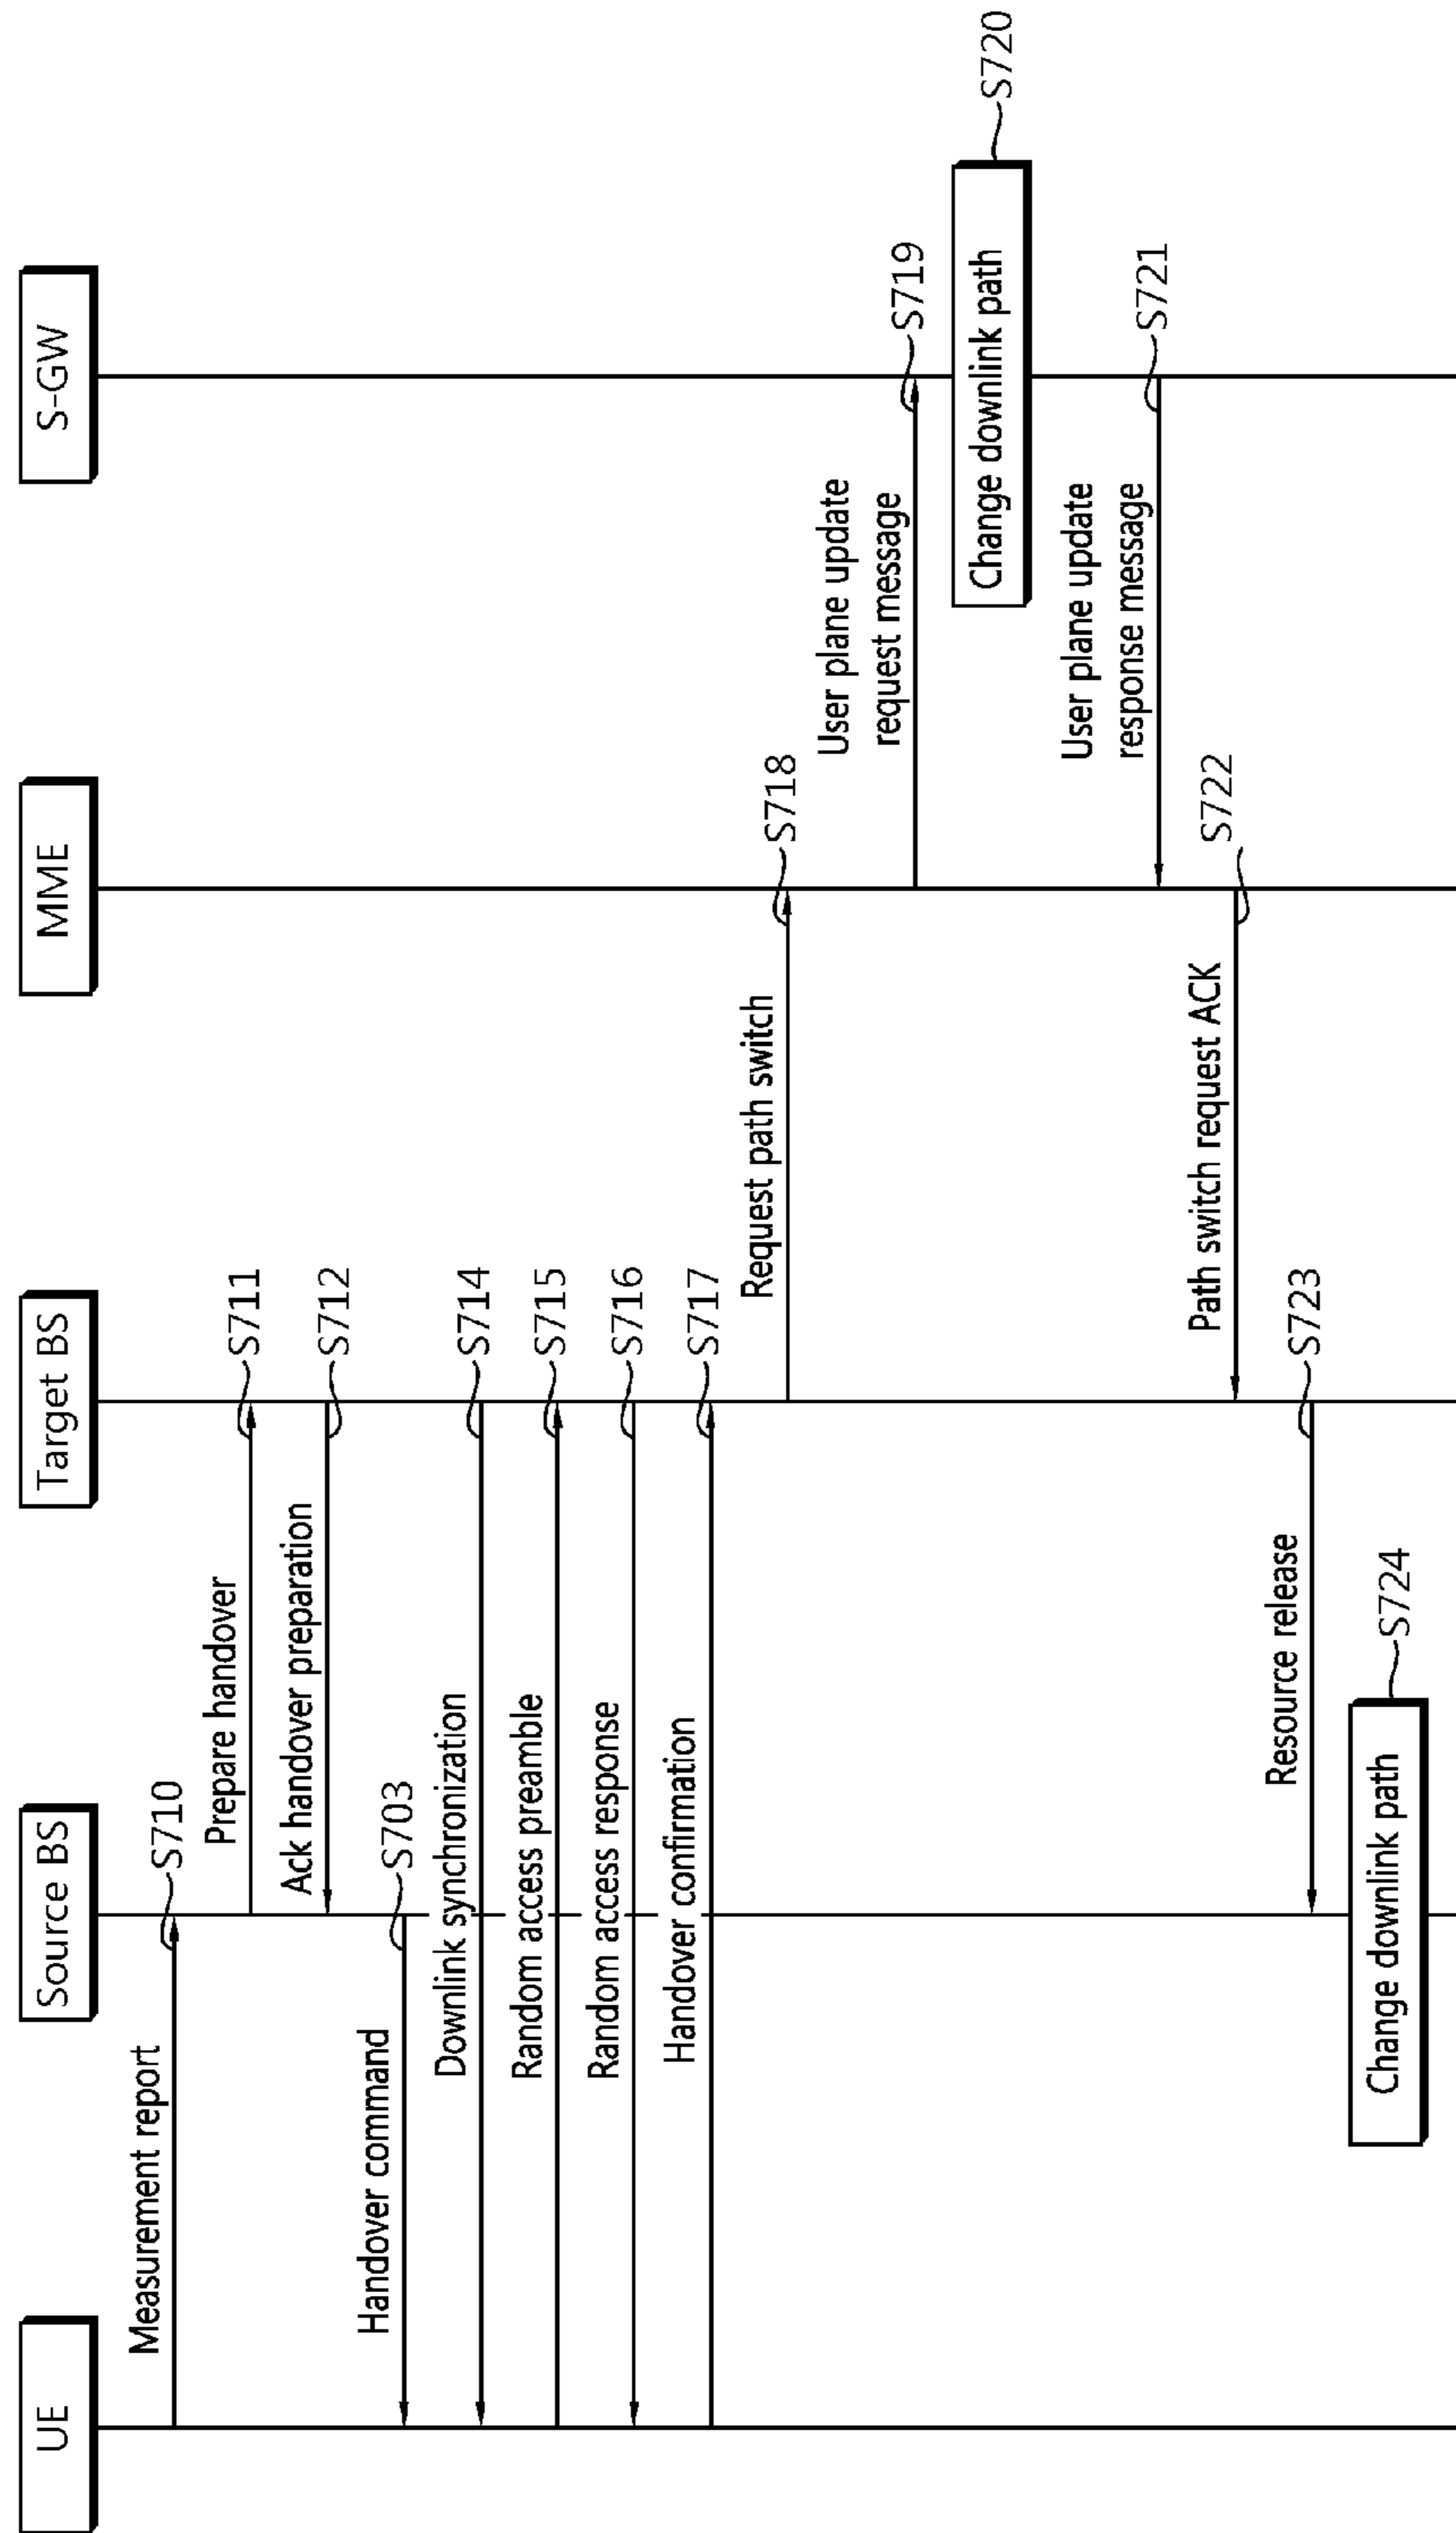 UE
Source BS
Target BS
MME
S-GW
Measurement report
S710
Prepare handover
S711
Ack handover preparation
S712
Handover command
S703
Downlink synchronization
S714
Random access preamble
S715
Random access response
S716
Handover confirmation
S717
Request path switch
S718
User plane update
request message
S719
Change downlink path
S720
User plane update
response message
S721
Path switch request ACK
S722
Resource release
S723
Change downlink path
S724